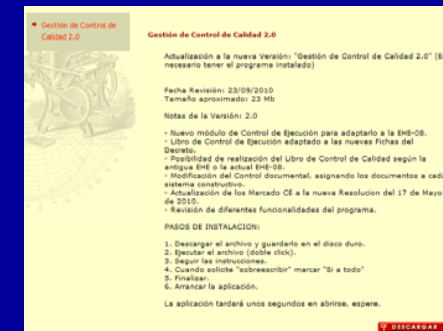 Gestión de Control de
Calidad 2.0
Gestión de Control de Calidad 2.0
Actualización a la nueva Versión: "Gestión de Control de Calidad 2.0" (Es
necesario tener el programa instalado)
Fecha Revisión: 23/09/2010
Tamaño aproximado: 23 Mb
Notas de la Versión: 2.0
- Nuevo módulo de Control de Ejecución para adaptarlo a la EHE-08.
- Libro de Control de Ejecución adaptado a las nuevas Fichas del
Decreto.
- Posibilidad de realización del Libro de Control de Calidad según la
antigua EHE o la actual EHE-08.
- Modificación del Control documental, asignando los documentos a cada
sistema constructivo.
- Actualización de los Marcado CE a la nueva Resolucion del 17 de Mayo
de 2010.
- Revisión de diferentes funcionalidades del programa.
PASOS DE INSTALACION:
1. Descargar el archivo y guardarlo en el disco duro.
2. Ejecutar el archivo (doble click).
3. Seguir las instrucciones.
4. Cuando solicite "sobreescribir" marcar "Si a todo"
5. Finalizar.
6. Arrancar la aplicación.
La aplicación tardará unos segundos en abrirse, espere.
DESCARGAR